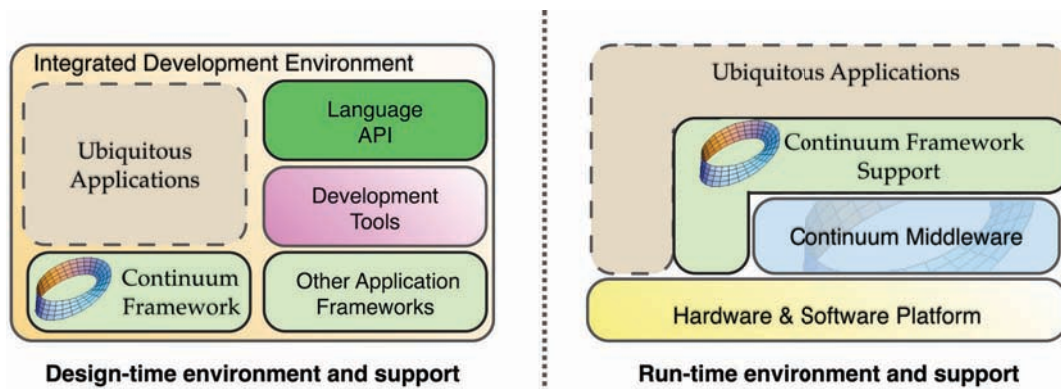 Integrated Development Environment
Ubiquitous
Applications
Language
API
Development
Tools
Continuum
Framework
Other Application
Frameworks
Design-time environment and support
Ubiquitous Applications
Continuum Framework
Support
Continuum Middleware
Hardware & Software Platform
Run-time environment and support